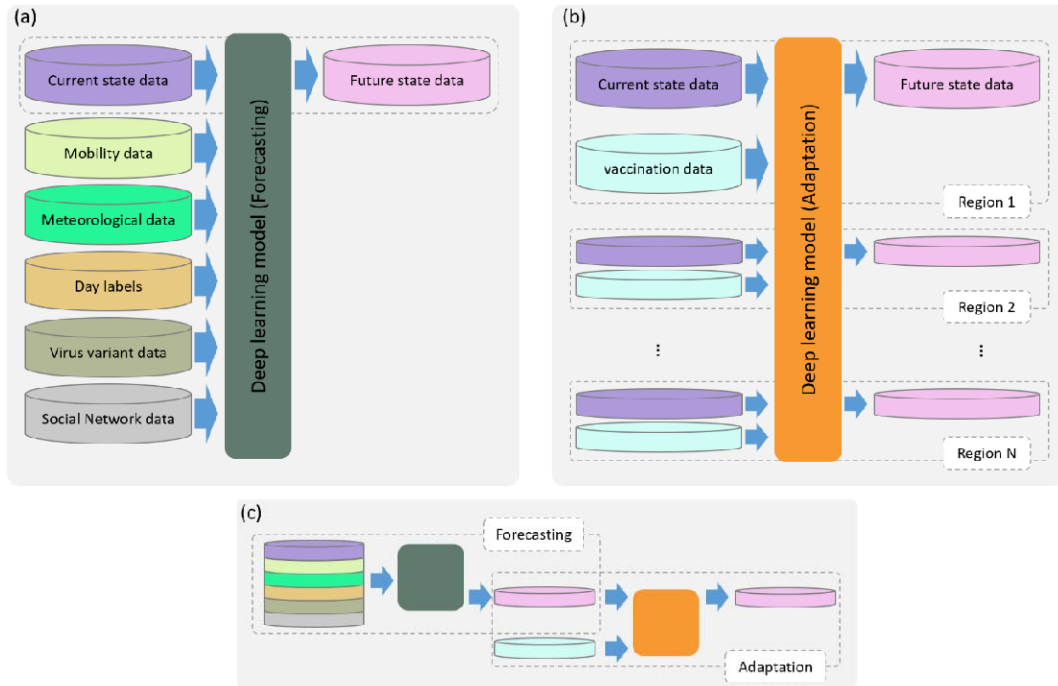 (a)
Current state data
Future state data
Mobility data
Meteorological data
Day labels
Virus variant data
Social Network data
Deep learning model (Forecasting)
(b)
Current state data
Future state data
vaccination data
Deep learning model (Adaptation)
Region 1
Region 2
⋮
⋮
Region N
(c)
Forecasting
Adaptation